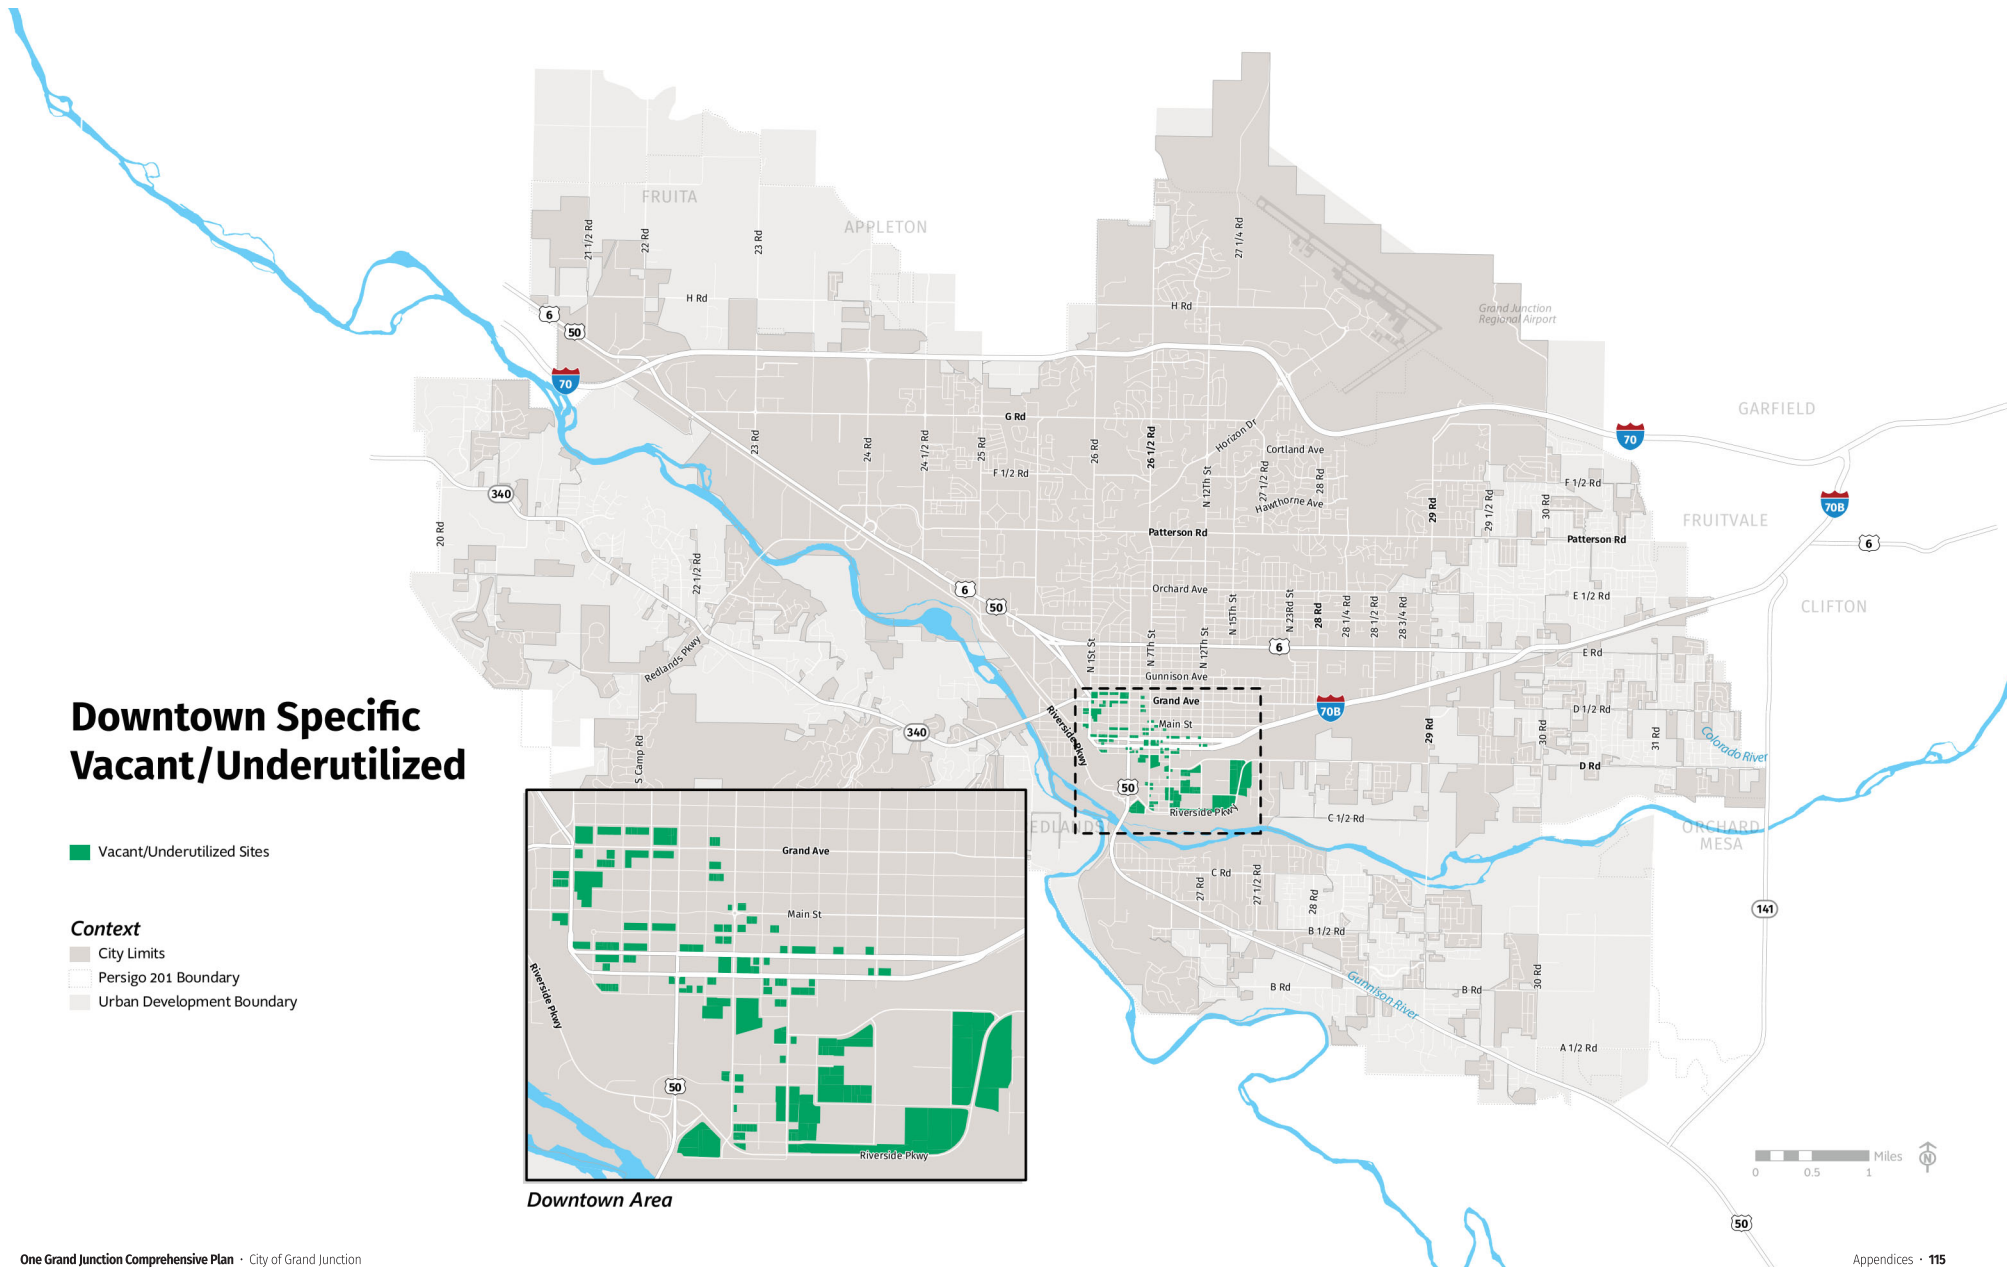 FRUITA
APPLETON
21 1/2 Rd
22 Rd
23 Rd
27 1/4 Rd
H Rd
H Rd
Grand Junction
Regional Airport
6
50
70
G Rd
GARFIELD
70
23 Rd
24 Rd
24 1/2 Rd
25 Rd
F 1/2 Rd
26 Rd
26 1/2 Rd
Horizon Dr
Cortland Ave
N 12Th St
27 1/2 Rd
28 Rd
Hawthorne Ave
29 Rd
29 1/2 Rd
30 Rd
F 1/2 Rd
70B
340
20 Rd
FRUITVALE
Patterson Rd
Patterson Rd
6
22 1/2 Rd
6
50
Orchard Ave
E 1/2 Rd
CLIFTON
N 15Th St
N 23Rd St
28 Rd
28 1/4 Rd
28 1/2 Rd
28 3/4 Rd
Redlands Pkwy
N 1St St
N 7Th St
N 12Th St
6
E Rd
Gunnison Ave
Grand Ave
70B
D 1/2 Rd
Main St
Riverside Pkwy
340
29 Rd
30 Rd
31 Rd
Colorado River
S Camp Rd
D Rd
50
Riverside Pkwy
C 1/2 Rd
EDLANDS
ORCHARD
MESA
C Rd
27 Rd
27 1/2 Rd
28 Rd
141
B 1/2 Rd
Gunnison River
B Rd
B Rd
30 Rd
A 1/2 Rd
50
Downtown Specific
Vacant/Underutilized
Vacant/Underutilized Sites
Context
City Limits
Persigo 201 Boundary
Urban Development Boundary
Grand Ave
Main St
Riverside Pkwy
50
Riverside Pkwy
Downtown Area
Miles
0 0.5 1
N
One Grand Junction Comprehensive Plan · City of Grand Junction
Appendices · 115